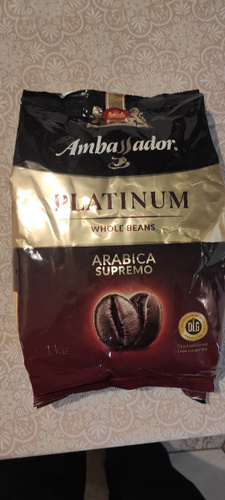 Ambassador
PLATINUM
WHOLE BEANS
ARABICA
SUPREMO
DLG
1 kg